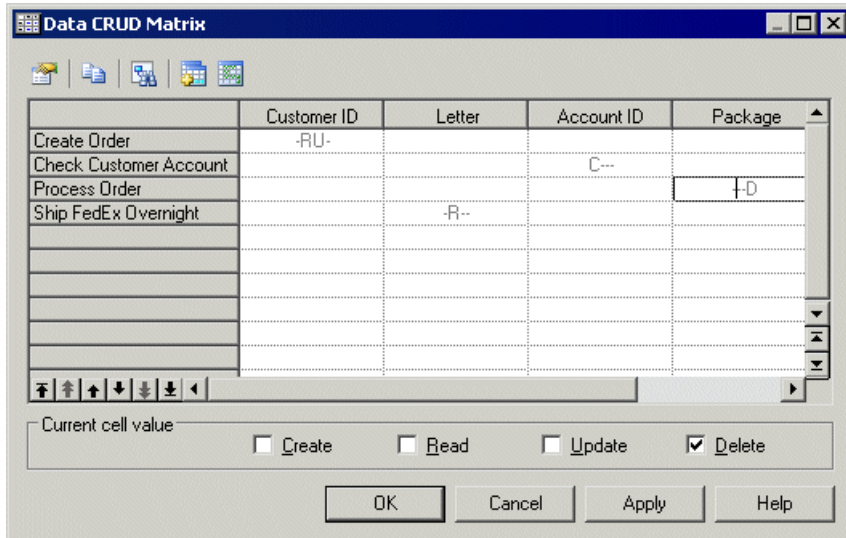 Data CRUD Matrix
Customer ID Letter Account ID Package
Create Order -RU-
Check Customer Account C---
Process Order --D
Ship FedEx Overnight -R--
Current cell value
Create Read Update Delete
OK Cancel Apply Help